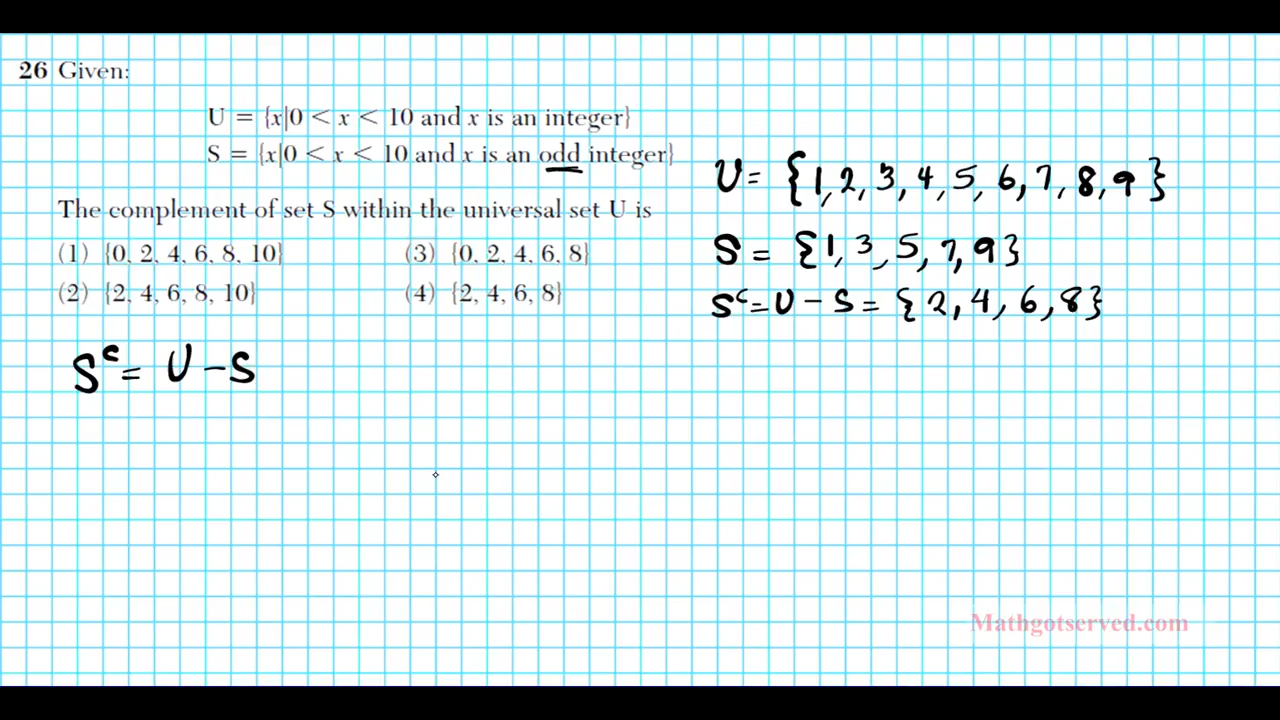 26 Given:
U = {x|0 < x < 10 and x is an integer}
S = {x|0 < x < 10 and x is an odd integer}
The complement of set S within the universal set U is
(1) {0, 2, 4, 6, 8, 10} (3) {0, 2, 4, 6, 8}
(2) {2, 4, 6, 8, 10} (4) {2, 4, 6, 8}
Sᶜ = U - S
U = {1, 2, 3, 4, 5, 6, 7, 8, 9}
S = {1, 3, 5, 7, 9}
Sᶜ = U - S = {2, 4, 6, 8}
Mathgotserved.com